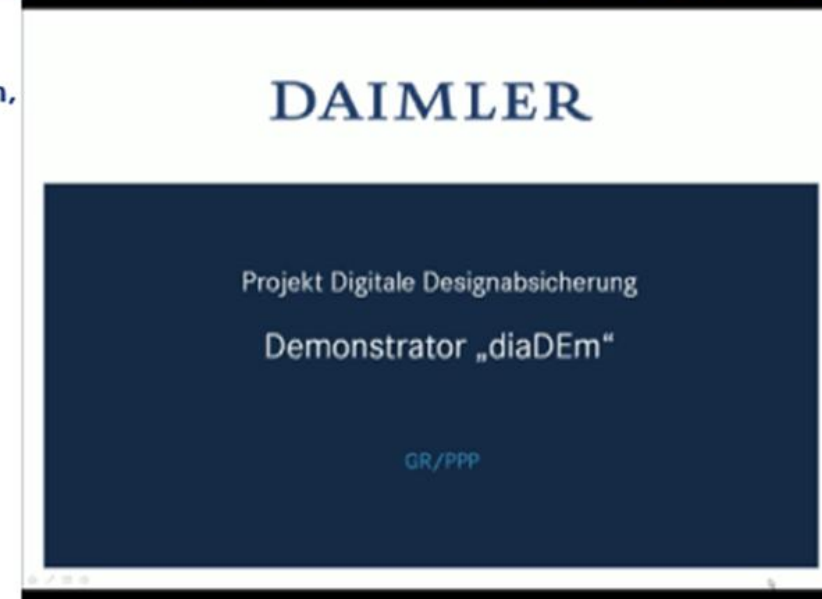 DAIMLER
Projekt Digitale Designabsicherung
Demonstrator „diaDEm“
GR/PPP